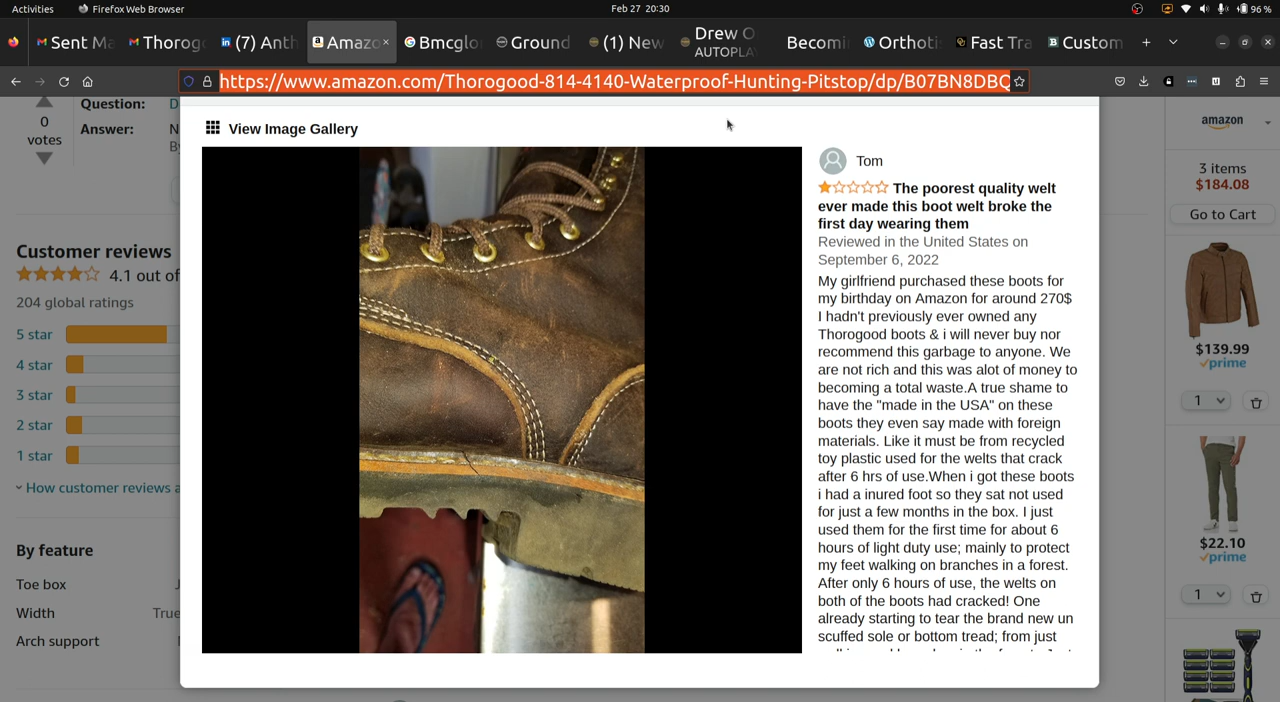 Activities
Firefox Web Browser
Feb 27 20:30
96 %
Sent Ma
Thorog
(7) Anth
Amazo
Bmcglo
Ground
(1) New
Drew O
AUTOPLA
Becomi
Orthoti
Fast Tra
Custom
https://www.amazon.com/Thorogood-814-4140-Waterproof-Hunting-Pitstop/dp/B07BN8DBQ
0
votes
Question:
D
Answer:
N
By
Customer reviews
4.1 out of
204 global ratings
5 star
4 star
3 star
2 star
1 star
How customer reviews a
By feature
Toe box
Width
True
Arch support
View Image Gallery
Tom
The poorest quality welt
ever made this boot welt broke the
first day wearing them
Reviewed in the United States on
September 6, 2022
My girlfriend purchased these boots for
my birthday on Amazon for around 270$
I hadn't previously ever owned any
Thorogood boots & i will never buy nor
recommend this garbage to anyone. We
are not rich and this was alot of money to
becoming a total waste.A true shame to
have the "made in the USA" on these
boots they even say made with foreign
materials. Like it must be from recycled
toy plastic used for the welts that crack
after 6 hrs of use.When i got these boots
i had a inured foot so they sat not used
for just a few months in the box. I just
used them for the first time for about 6
hours of light duty use; mainly to protect
my feet walking on branches in a forest.
After only 6 hours of use, the welts on
both of the boots had cracked! One
already starting to tear the brand new un
scuffed sole or bottom tread; from just
amazon
3 items
$184.08
Go to Cart
$139.99
prime
1
$22.10
prime
1